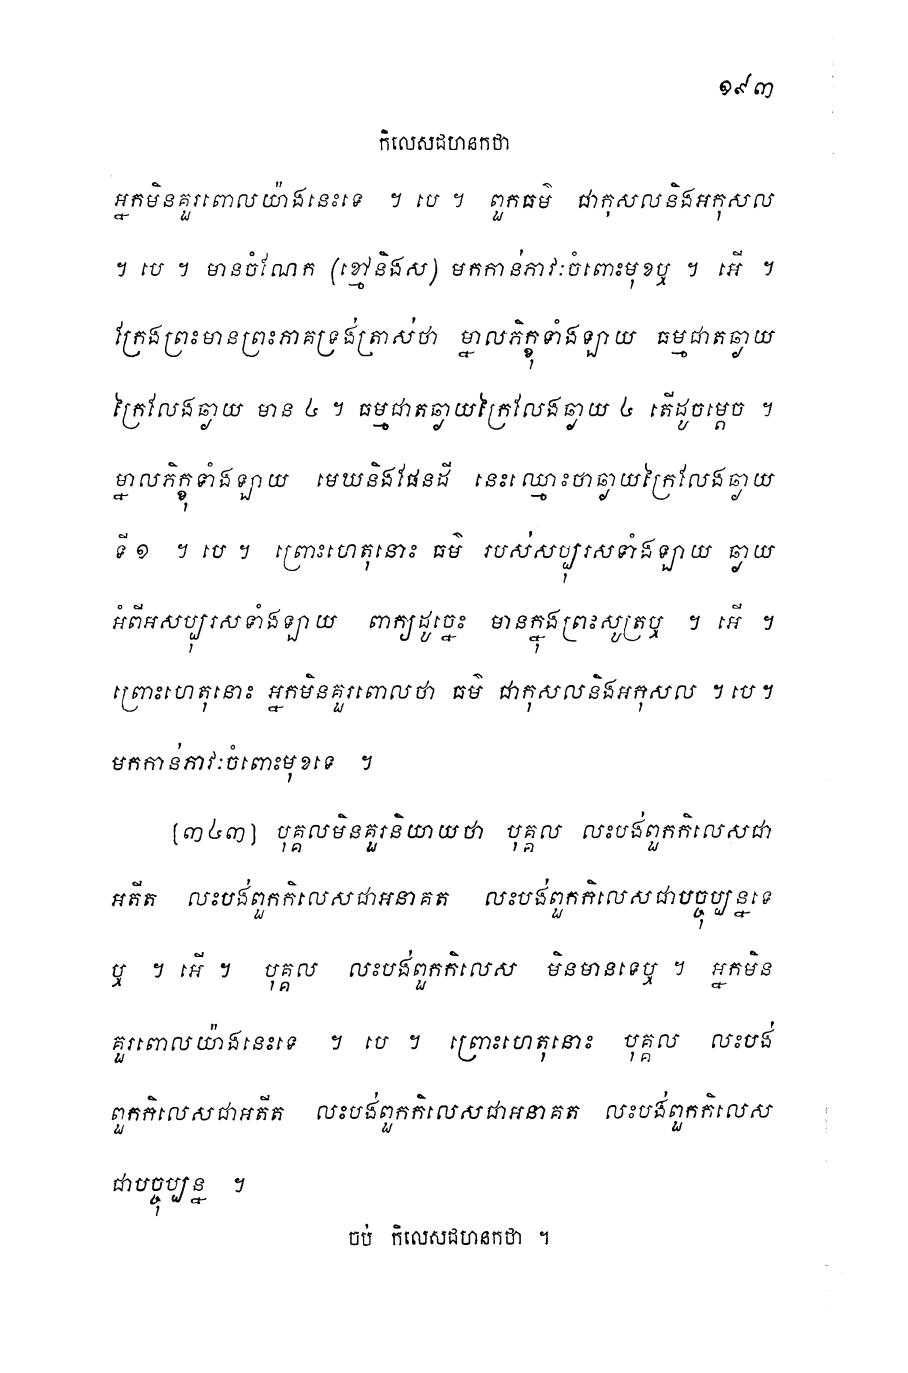 ១៩៣
កិលេសជហនកថា
អ្នកមិនគួរពោលយ៉ាងនេះទេ ។ បេ ។ ពួកធម៌ ជាកុសលនិងអកុសល
។ បេ ។ មានចំណែក (ខ្មៅនិងស) មកកាន់ភាវៈចំពោះមុខឬ ។ អើ ។
ក្រែងព្រះមានព្រះភាគទ្រង់ត្រាស់ថា ម្នាលភិក្ខុទាំងឡាយ ធម្មជាតឆ្ងាយ
ក្រៃលែងឆ្ងាយ មាន ៤ ។ ធម្មជាតឆ្ងាយក្រៃលែងឆ្ងាយ ៤ តើដូចម្តេច ។
ម្នាលភិក្ខុទាំងឡាយ មេឃនិងផែនដី នេះឈ្មោះថាឆ្ងាយក្រៃលែងឆ្ងាយ
ទី ១ ។ បេ ។ ព្រោះហេតុនោះ ធម៌ របស់សប្បុរសទាំងឡាយ ឆ្ងាយ
អំពីអសប្បុរសទាំងឡាយ ពាក្យដូច្នេះ មានក្នុងព្រះសូត្រឬ ។ អើ ។
ព្រោះហេតុនោះ អ្នកមិនគួរពោលថា ធម៌ ជាកុសលនិងអកុសល ។ បេ ។
មកកាន់ភាវៈចំពោះមុខទេ ។
(៣៤៣) បុគ្គលមិនគួរនិយាយថា បុគ្គល លះបង់ពួកកិលេសជា
អតីត លះបង់ពួកកិលេសជាអនាគត លះបង់ពួកកិលេសជាបច្ចុប្បន្នទេ
ឬ ។ អើ ។ បុគ្គល លះបង់ពួកកិលេស មិនមានទេឬ ។ អ្នកមិន
គួរពោលយ៉ាងនេះទេ ។ បេ ។ ព្រោះហេតុនោះ បុគ្គល លះបង់
ពួកកិលេសជាអតីត លះបង់ពួកកិលេសជាអនាគត លះបង់ពួកកិលេស
ជាបច្ចុប្បន្ន ។
ចប់ កិលេសជហនកថា ។